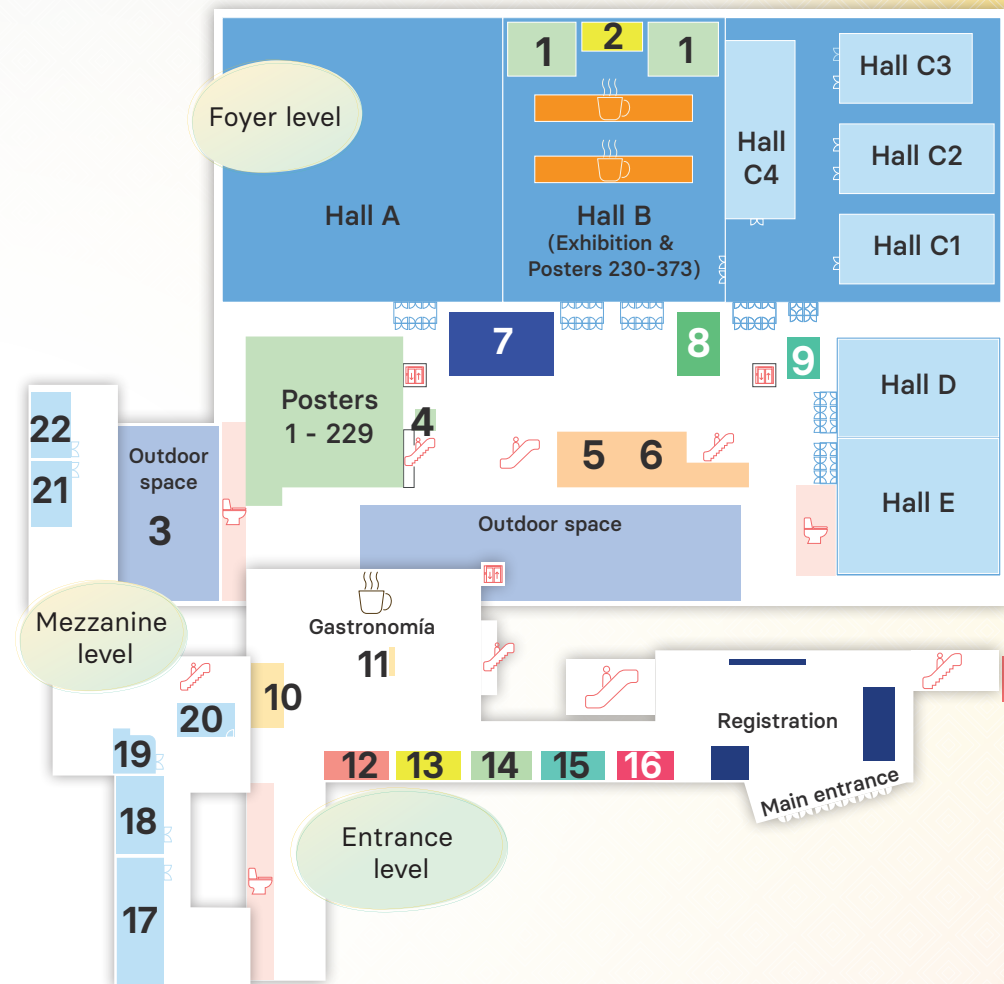 1
2
1
Hall C3
Foyer level
Hall
C4
Hall C2
Hall A
Hall B
(Exhibition &
Posters 230-373)
Hall C1
7
8
9
Posters
1 - 229
4
Hall D
22
21
Outdoor
space
3
5
6
Hall E
Outdoor space
Mezzanine
level
Gastronomía
11
10
20
19
18
17
Registration
12
13
14
15
16
Main entrance
Entrance
level